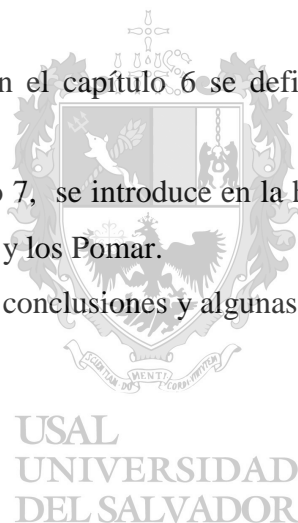 n el capítulo 6 se defi
7, se introduce en la
y los Pomar.
conclusiones y algunas
USAL
UNIVERSIDAD
DEL SALVADOR